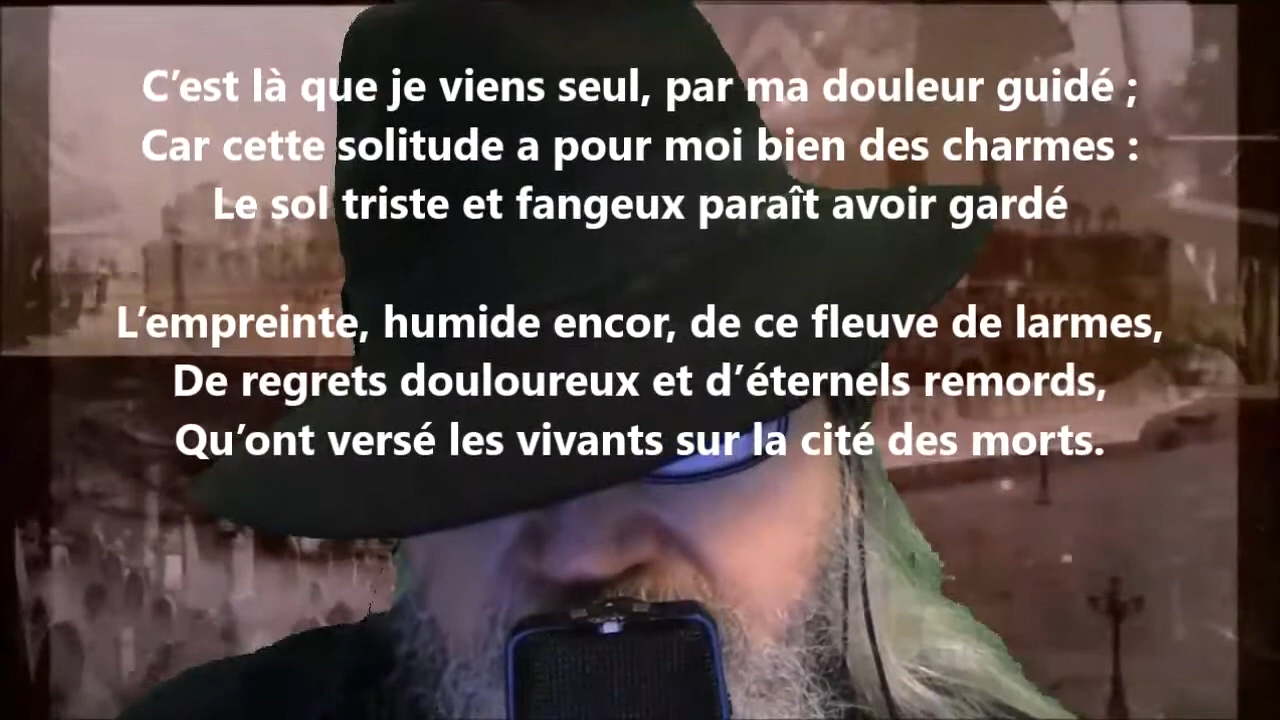 C’est là que je viens seul, par ma douleur guidé ;
Car cette solitude a pour moi bien des charmes :
Le sol triste et fangeux paraît avoir gardé
L’empreinte, humide encor, de ce fleuve de larmes,
De regrets douloureux et d’éternels remords,
Qu’ont versé les vivants sur la cité des morts.